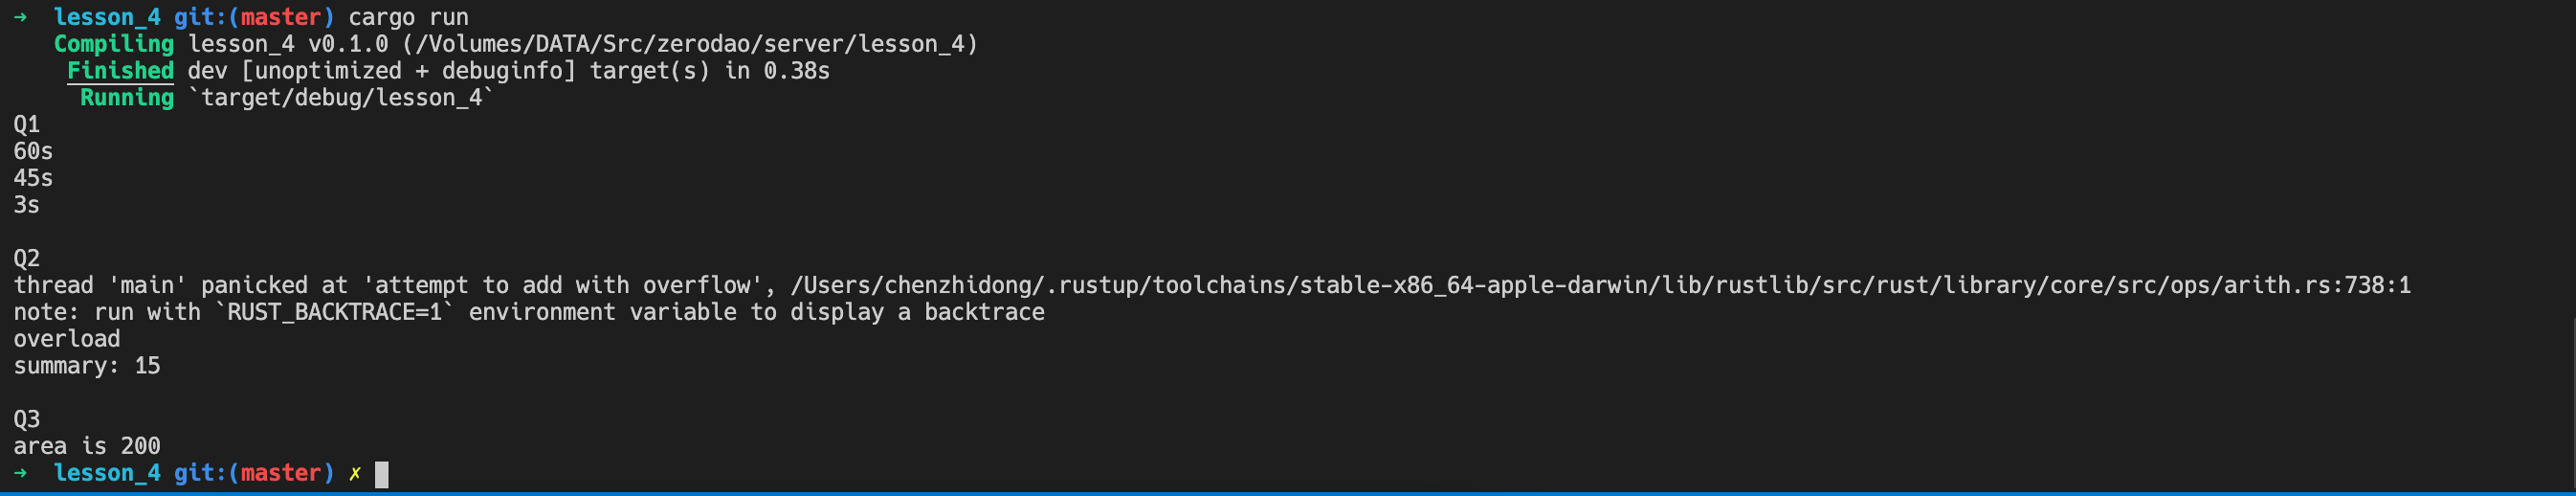 →  lesson_4 git:(master) cargo run
   Compiling lesson_4 v0.1.0 (/Volumes/DATA/Src/zerodao/server/lesson_4)
    Finished dev [unoptimized + debuginfo] target(s) in 0.38s
     Running `target/debug/lesson_4`
Q1
60s
45s
3s

Q2
thread 'main' panicked at 'attempt to add with overflow', /Users/chenzhidong/.rustup/toolchains/stable-x86_64-apple-darwin/lib/rustlib/src/rust/library/core/src/ops/arith.rs:738:1
note: run with `RUST_BACKTRACE=1` environment variable to display a backtrace
overload
summary: 15

Q3
area is 200
→  lesson_4 git:(master) ✗